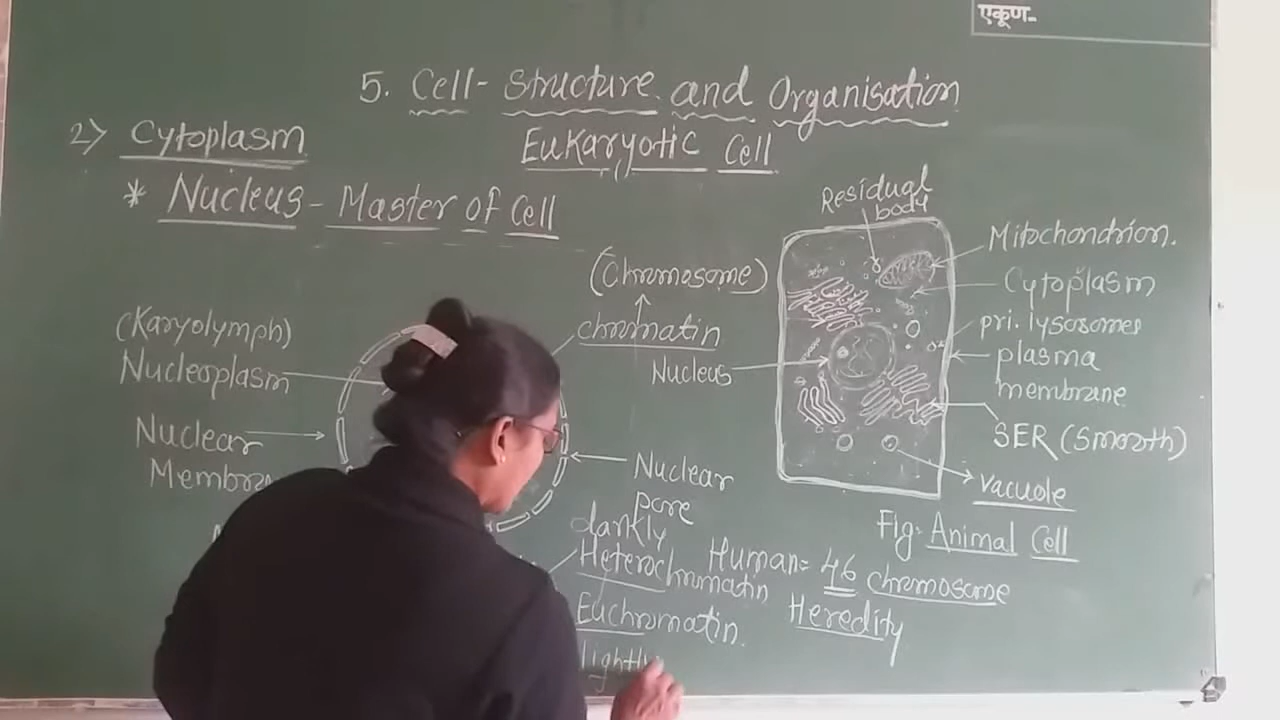 एकूण-
5. Cell- Structure and Organisation
2) Cytoplasm
Eukaryotic Cell
* Nucleus - Master of Cell
Residual
body
Mitochondrion.
Cytoplasm
pri. lysosomes
plasma
membrane
SER (Smooth)
vacuole
Nucleus
Fig: Animal Cell
(Chromosome)
chromatin
(Karyolymph)
Nucleoplasm
Nuclear
Nuclear
pore
darkly
Heterochromatin
Euchromatin.
lightly
Human= 46 chromosome
Heredity